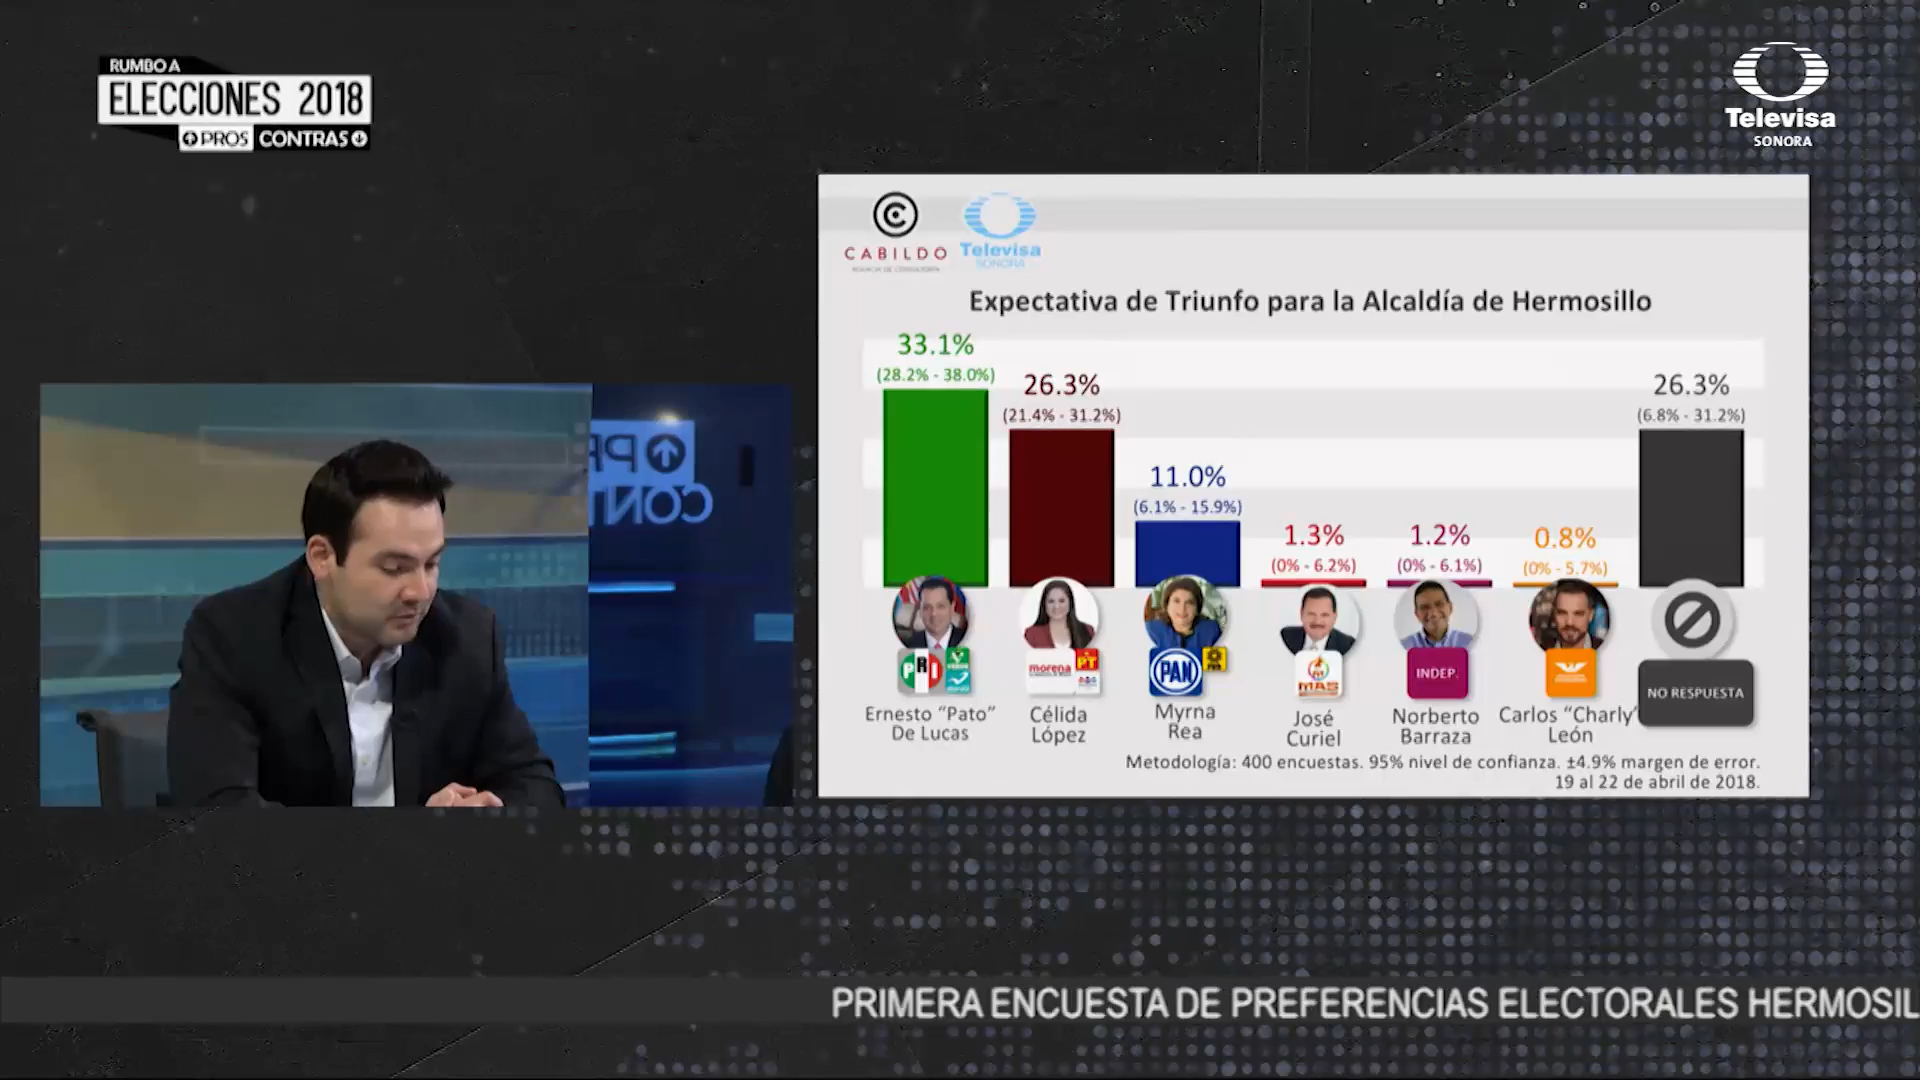 RUMBO A
ELECCIONES 2018
PROS CONTRAS
Televisa
SONORA
CABILDO
Televisa
SONORA
Expectativa de Triunfo para la Alcaldía de Hermosillo
33.1%
(28.2% - 38.0%)
26.3%
(21.4% - 31.2%)
11.0%
(6.1% - 15.9%)
1.3%
(0% - 6.2%)
1.2%
(0% - 6.1%)
0.8%
(0% - 5.7%)
26.3%
(6.8% - 31.2%)
PRI
VERDE
morena
PT
PAN
PRD
MAS
INDEP.
NO RESPUESTA
Ernesto “Pato”
De Lucas
Célida
López
Myrna
Rea
José
Curiel
Norberto
Barraza
Carlos “Charly”
León
Metodología: 400 encuestas. 95% nivel de confianza. ±4.9% margen de error.
19 al 22 de abril de 2018.
PRIMERA ENCUESTA DE PREFERENCIAS ELECTORALES HERMOSIL